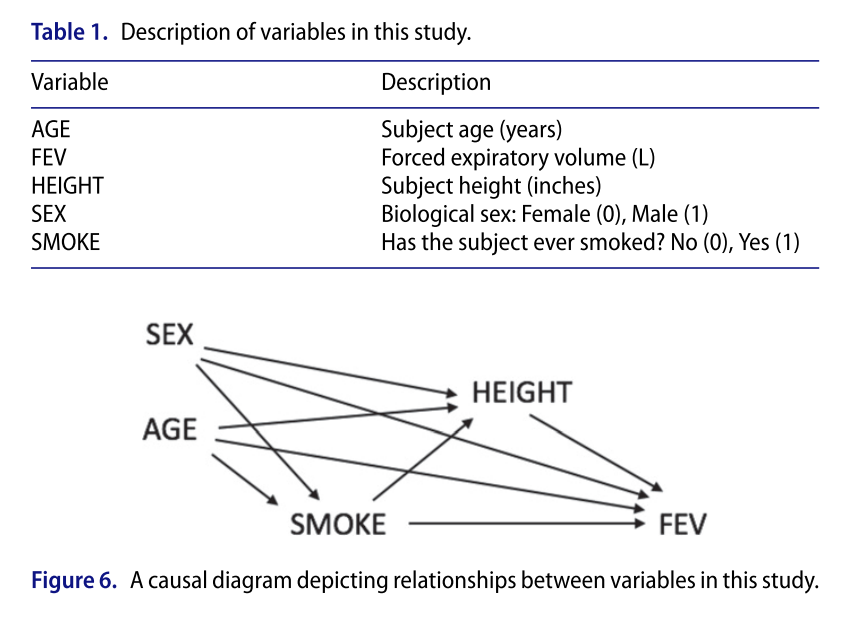 Table 1. Description of variables in this study.
Variable Description
AGE Subject age (years)
FEV Forced expiratory volume (L)
HEIGHT Subject height (inches)
SEX Biological sex: Female (0), Male (1)
SMOKE Has the subject ever smoked? No (0), Yes (1)
SEX
HEIGHT
AGE
SMOKE FEV
Figure 6. A causal diagram depicting relationships between variables in this study.